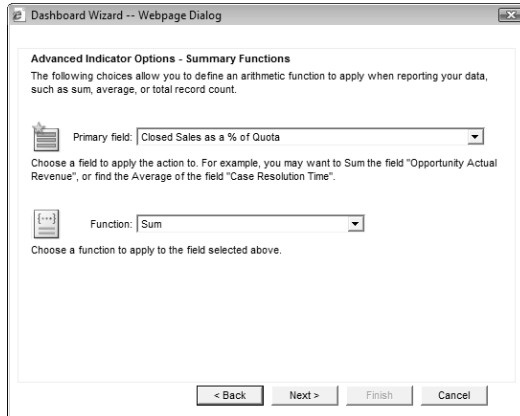 Dashboard Wizard -- Webpage Dialog
Advanced Indicator Options - Summary Functions
The following choices allow you to define an arithmetic function to apply when reporting your data,
such as sum, average, or total record count.
Primary field: Closed Sales as a % of Quota
Choose a field to apply the action to. For example, you may want to Sum the field "Opportunity Actual
Revenue", or find the Average of the field "Case Resolution Time".
{...}
Function: Sum
Choose a function to apply to the field selected above.
< Back Next > Finish Cancel